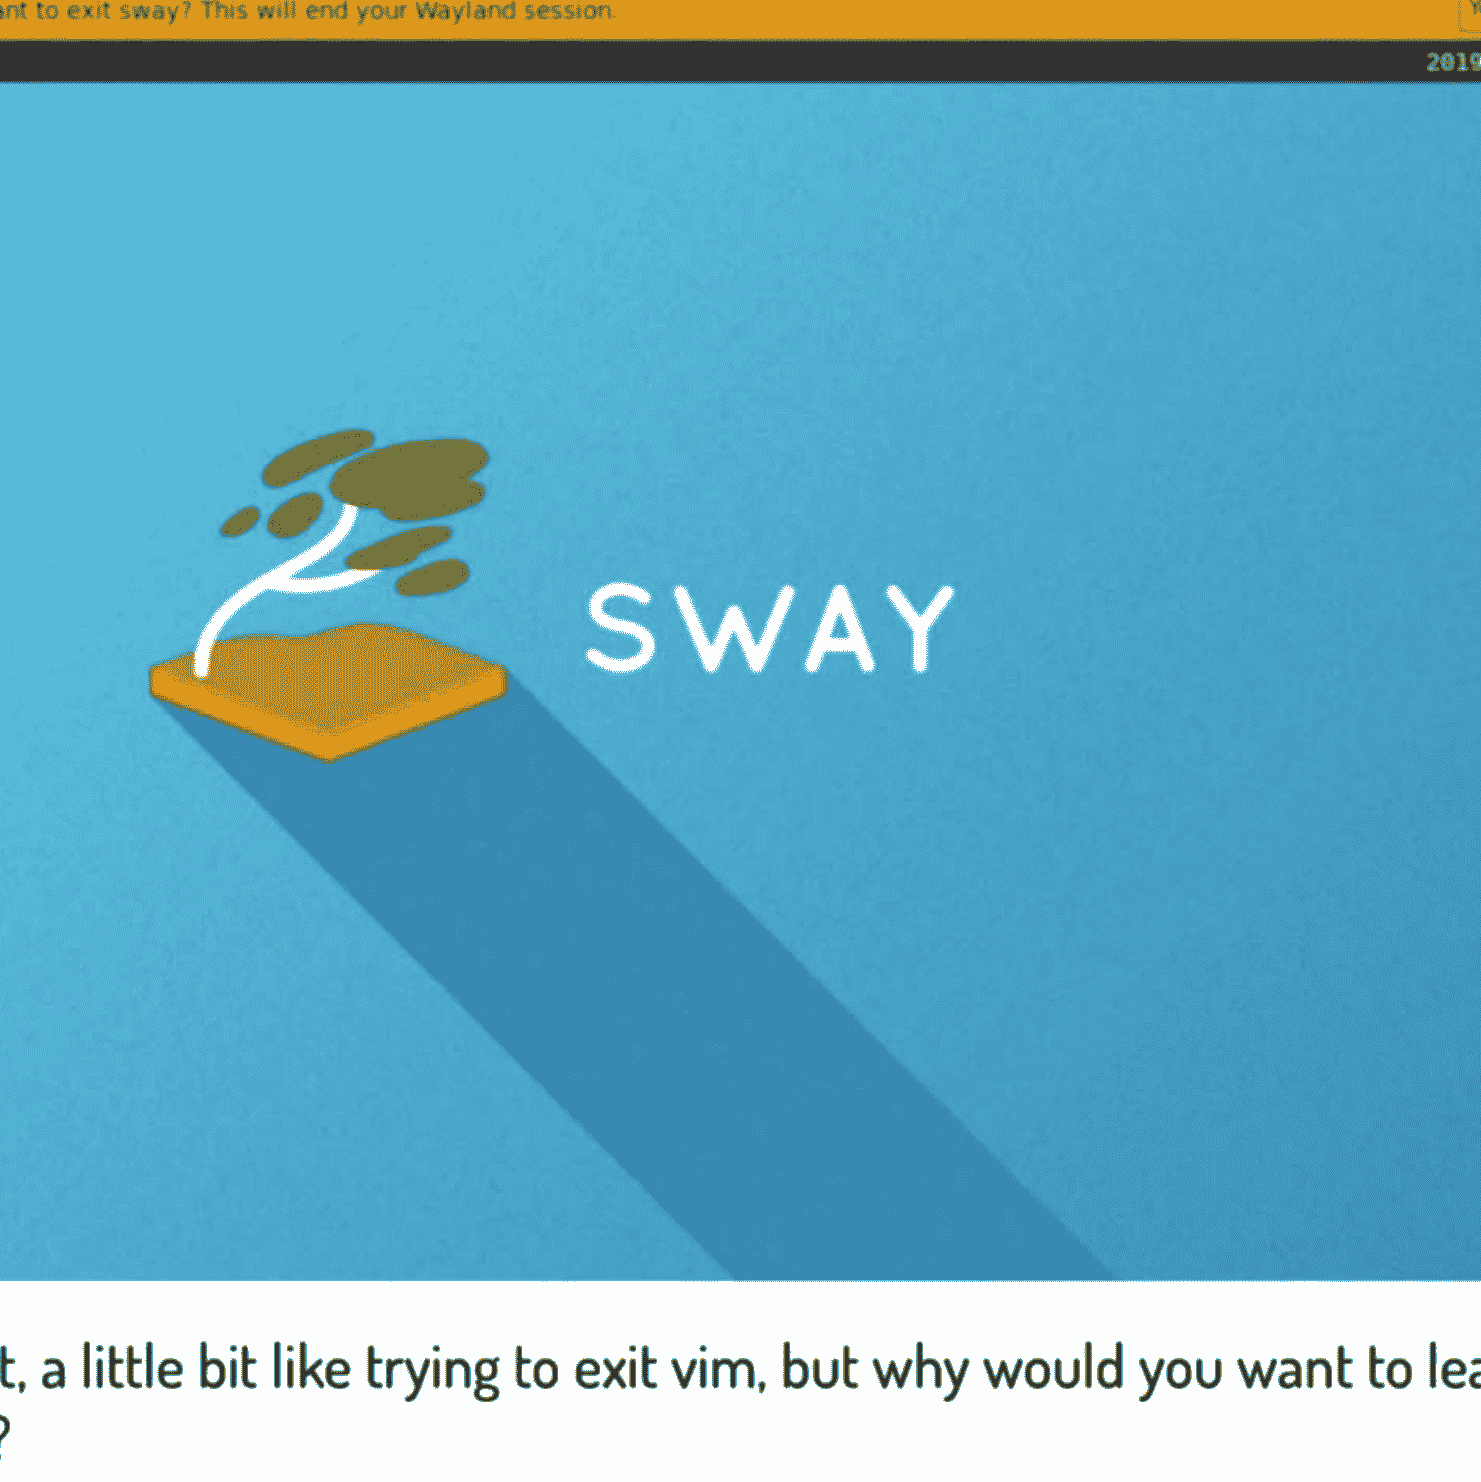 ant to exit sway? This will end your Wayland session.
2019
SWAY
t, a little bit like trying to exit vim, but why would you want to lea
?